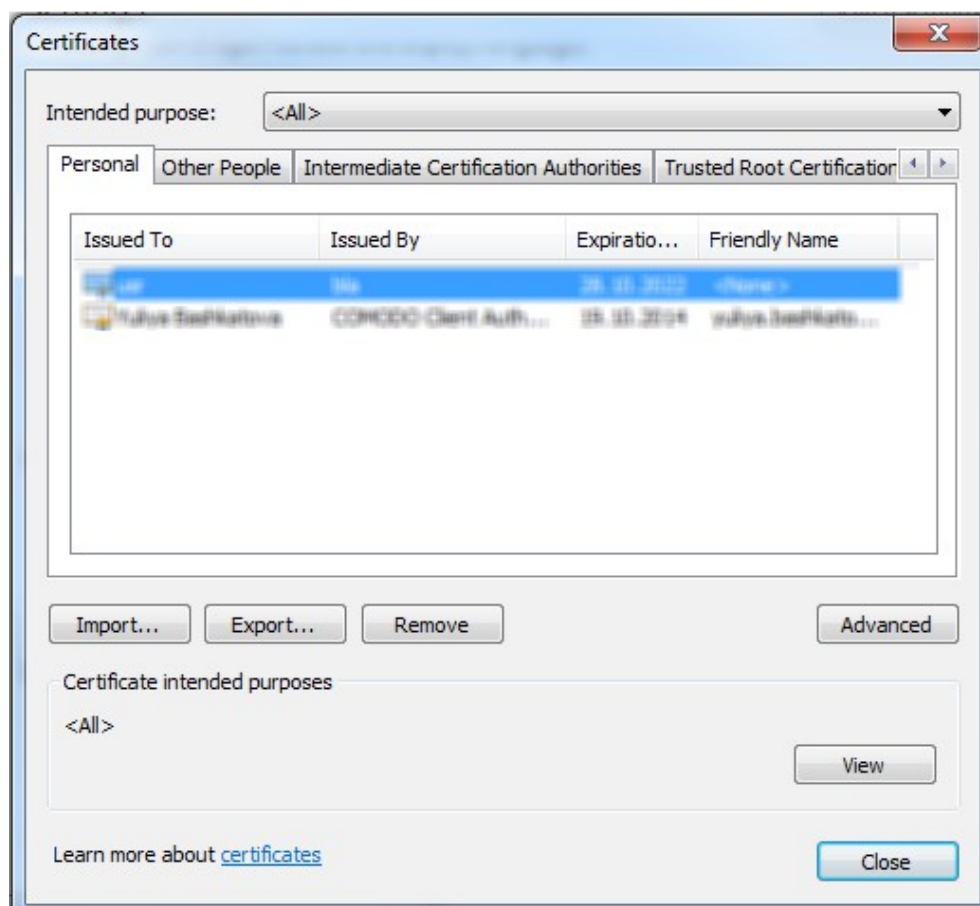 Certificates
Intended purpose: <All>
Personal Other People Intermediate Certification Authorities Trusted Root Certification
Issued To Issued By Expiratio... Friendly Name
Import... Export... Remove Advanced
Certificate intended purposes
<All>
View
Learn more about certificates
Close